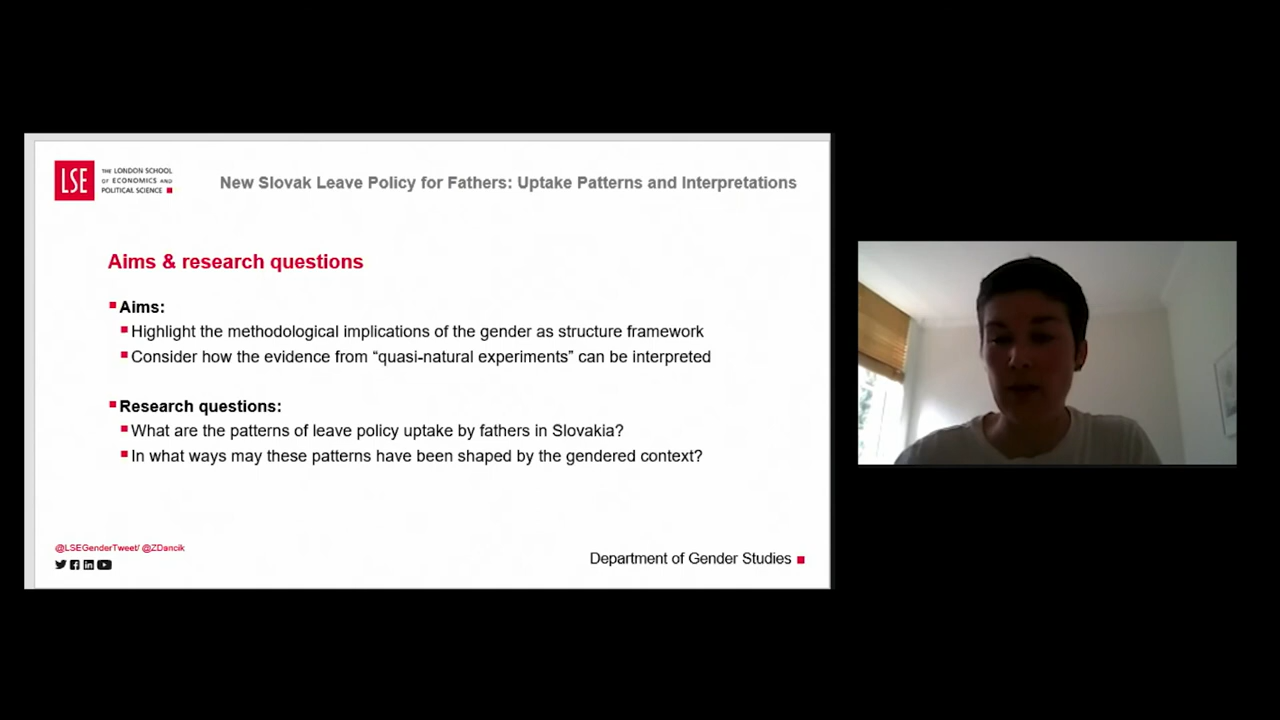 LSE
THE LONDON SCHOOL
OF ECONOMICS AND
POLITICAL SCIENCE
New Slovak Leave Policy for Fathers: Uptake Patterns and Interpretations
Aims & research questions
Aims:
Highlight the methodological implications of the gender as structure framework
Consider how the evidence from “quasi-natural experiments” can be interpreted
Research questions:
What are the patterns of leave policy uptake by fathers in Slovakia?
In what ways may these patterns have been shaped by the gendered context?
@LSEGenderTweet/ @ZDancik
Department of Gender Studies